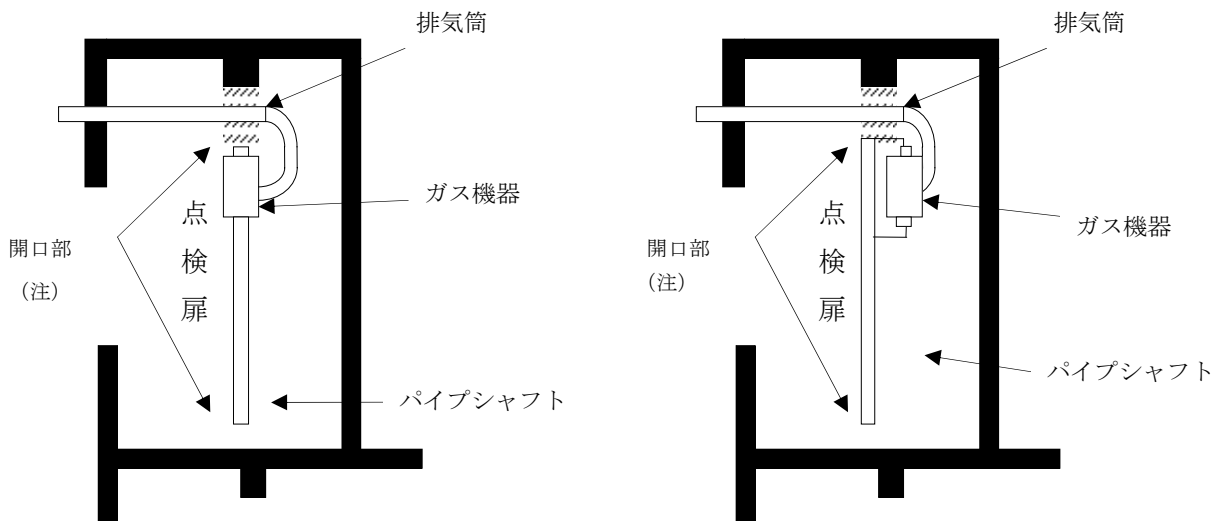 排気筒
ガス機器
点検扉
開口部
（注）
パイプシャフト
排気筒
ガス機器
点検扉
開口部
（注）
パイプシャフト